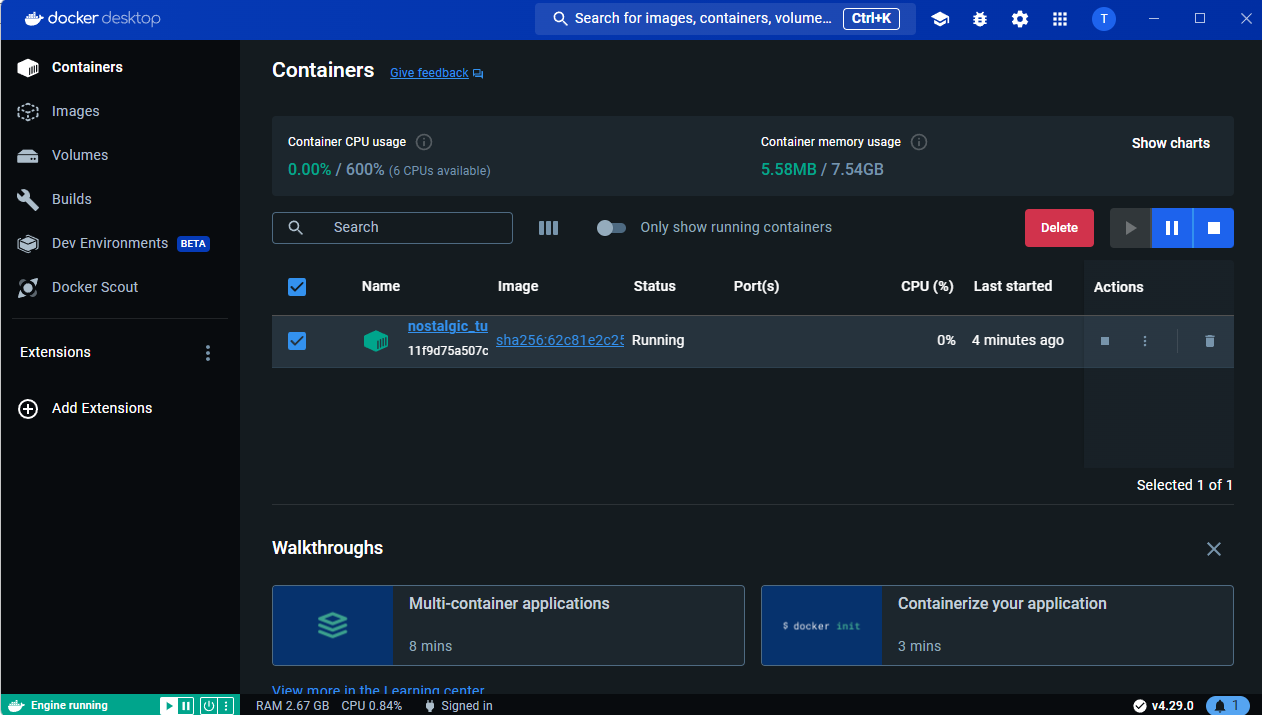 docker desktop
Search for images, containers, volume... Ctrl+K
T
Containers
Images
Volumes
Builds
Dev Environments BETA
Docker Scout
Extensions
Add Extensions
Containers Give feedback
Container CPU usage
0.00% / 600% (6 CPUs available)
Container memory usage
5.58MB / 7.54GB
Show charts
Search
Only show running containers
Delete
Name Image Status Port(s) CPU (%) Last started Actions
nostalgic_tu
11f9d75a507c
sha256:62c81e2c25 Running 0% 4 minutes ago
Selected 1 of 1
Walkthroughs
Multi-container applications
8 mins
$ docker init
Containerize your application
3 mins
View more in the Learning center
Engine running
RAM 2.67 GB CPU 0.84% Signed in
v4.29.0
1